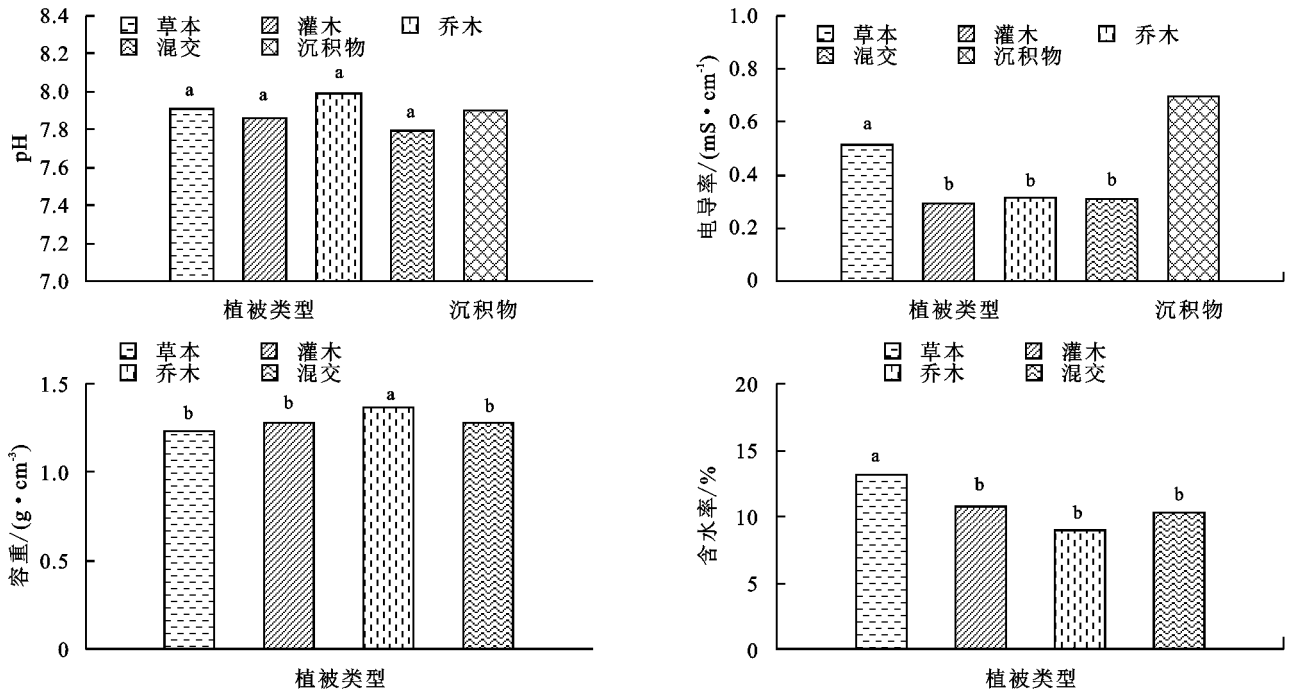 草本 灌木 乔木
混交 沉积物
8.4
8.2
8.0
7.8
7.6
7.4
7.2
7.0
pH
a a a a
植被类型 沉积物
草本 灌木 乔木
混交 沉积物
1.0
0.8
0.6
0.4
0.2
0
电导率/(mS·cm⁻¹)
a b b b
植被类型 沉积物
草本 灌木
乔木 混交
1.5
1.0
0.5
0
容重/(g·cm⁻³)
b b a b
植被类型
草本 灌木
乔木 混交
20
15
10
5
0
含水率/%
a b b b
植被类型